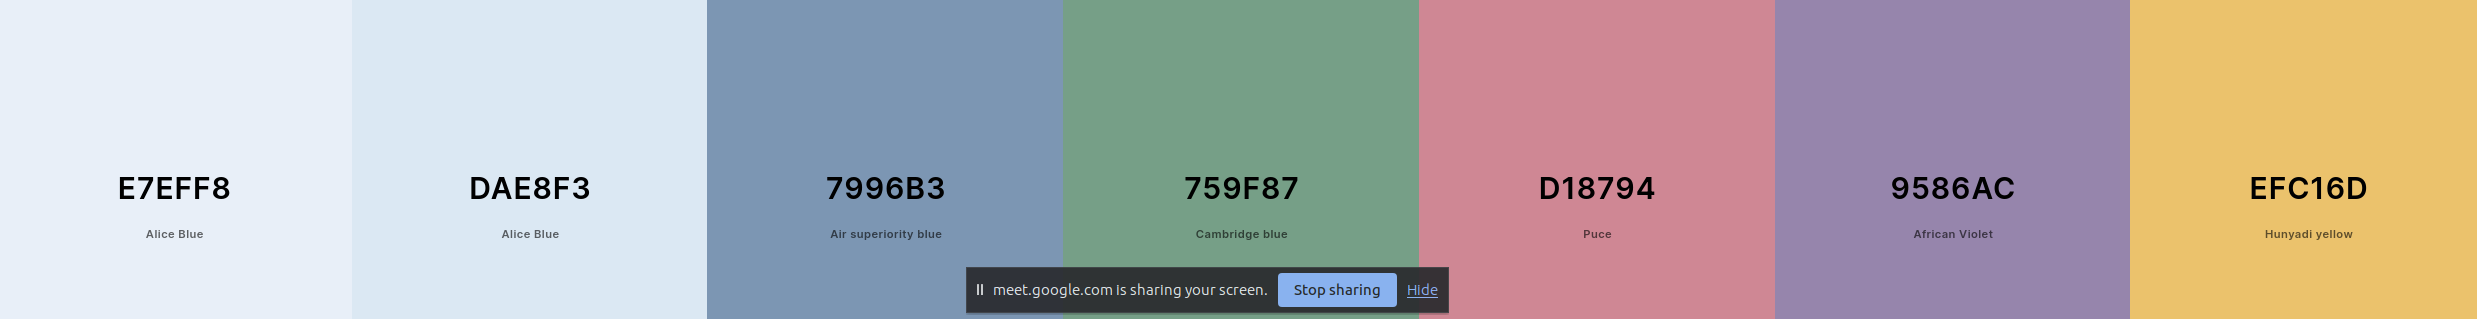 E7EFF8
Alice Blue
DAE8F3
Alice Blue
7996B3
Air superiority blue
759F87
Cambridge blue
D18794
Puce
9586AC
African Violet
EFC16D
Hunyadi yellow
meet.google.com is sharing your screen.
Stop sharing
Hide